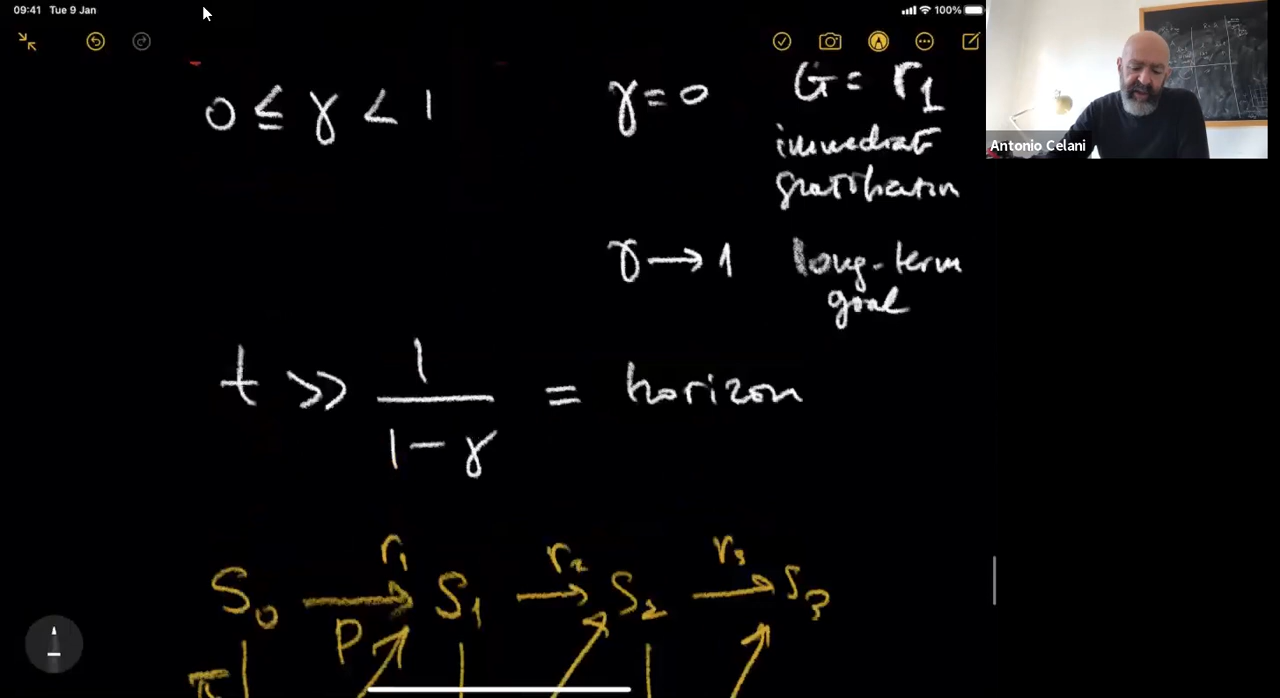 09:41 Tue 9 Jan
100%
0 ≤ γ < 1
γ = 0
G = r1
immediate
gratification
Antonio Celani
γ → 1
long-term
goal
t ≫ 1/(1 − γ) = horizon
r1 r2 r3
S0 → S1 → S2 → S3
p
π